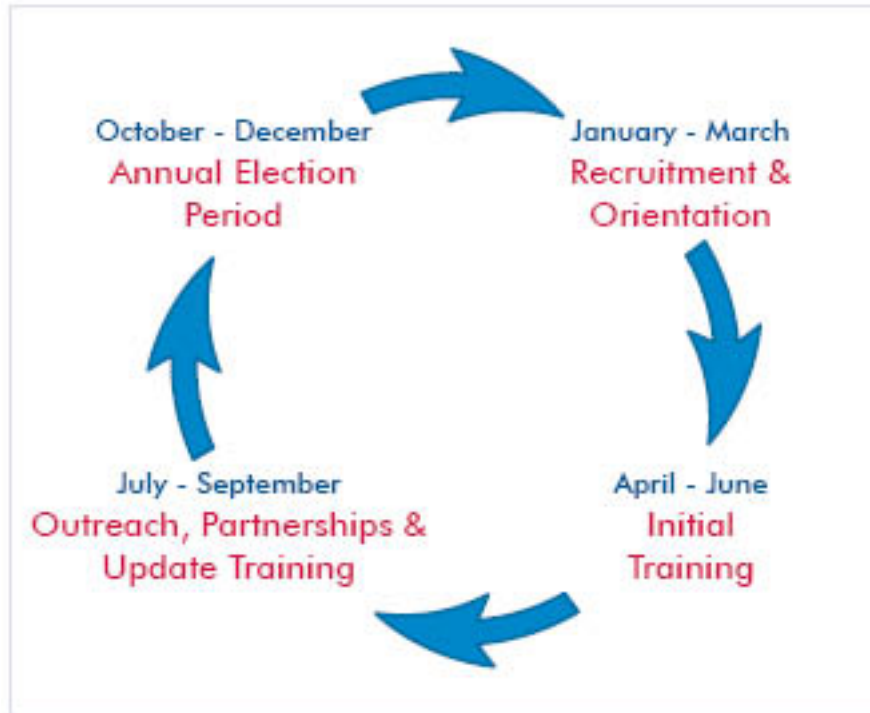 October - December
Annual Election
Period
January - March
Recruitment &
Orientation
April - June
Initial
Training
July - September
Outreach, Partnerships &
Update Training